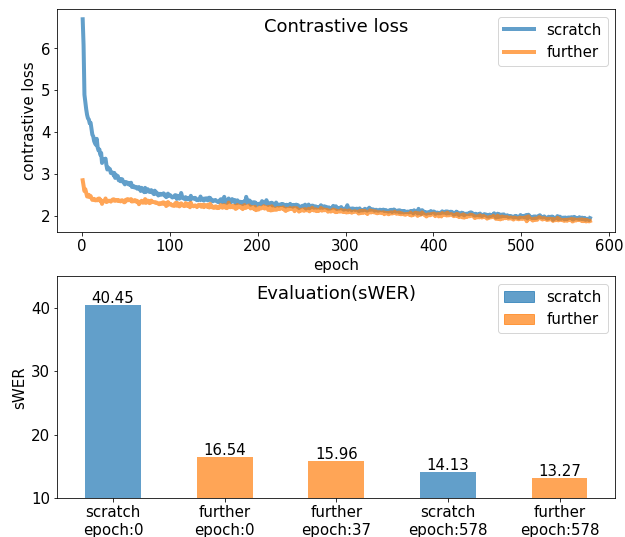 Contrastive loss
scratch
further
contrastive loss
6
5
4
3
2
0 100 200 300 400 500 600
epoch
Evaluation(sWER)
scratch
further
sWER
40
30
20
10
40.45
16.54
15.96
14.13
13.27
scratch further further scratch further
epoch:0 epoch:0 epoch:37 epoch:578 epoch:578